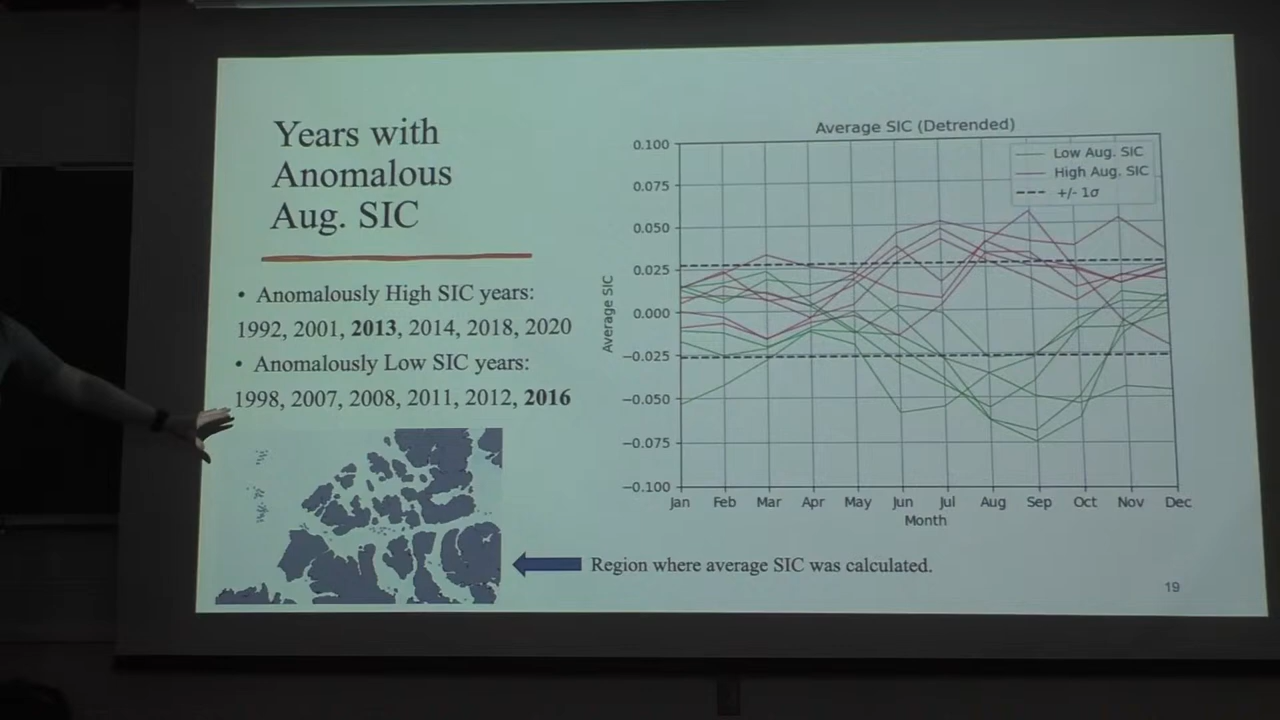 Years with
Anomalous
Aug. SIC
• Anomalously High SIC years:
1992, 2001, 2013, 2014, 2018, 2020
• Anomalously Low SIC years:
1998, 2007, 2008, 2011, 2012, 2016
Region where average SIC was calculated.
Average SIC (Detrended)
Low Aug. SIC
High Aug. SIC
+/- 1σ
0.100
0.075
0.050
0.025
0.000
−0.025
−0.050
−0.075
−0.100
Average SIC
Jan Feb Mar Apr May Jun Jul Aug Sep Oct Nov Dec
Month
19